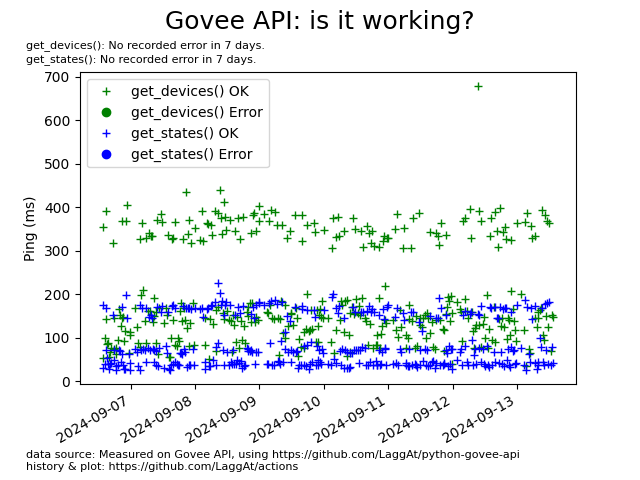 Govee API: is it working?
get_devices(): No recorded error in 7 days.
get_states(): No recorded error in 7 days.
700
600
500
400
300
200
100
0
Ping (ms)
get_devices() OK
get_devices() Error
get_states() OK
get_states() Error
2024-09-07
2024-09-08
2024-09-09
2024-09-10
2024-09-11
2024-09-12
2024-09-13
data source: Measured on Govee API, using https://github.com/LaggAt/python-govee-api
history & plot: https://github.com/LaggAt/actions